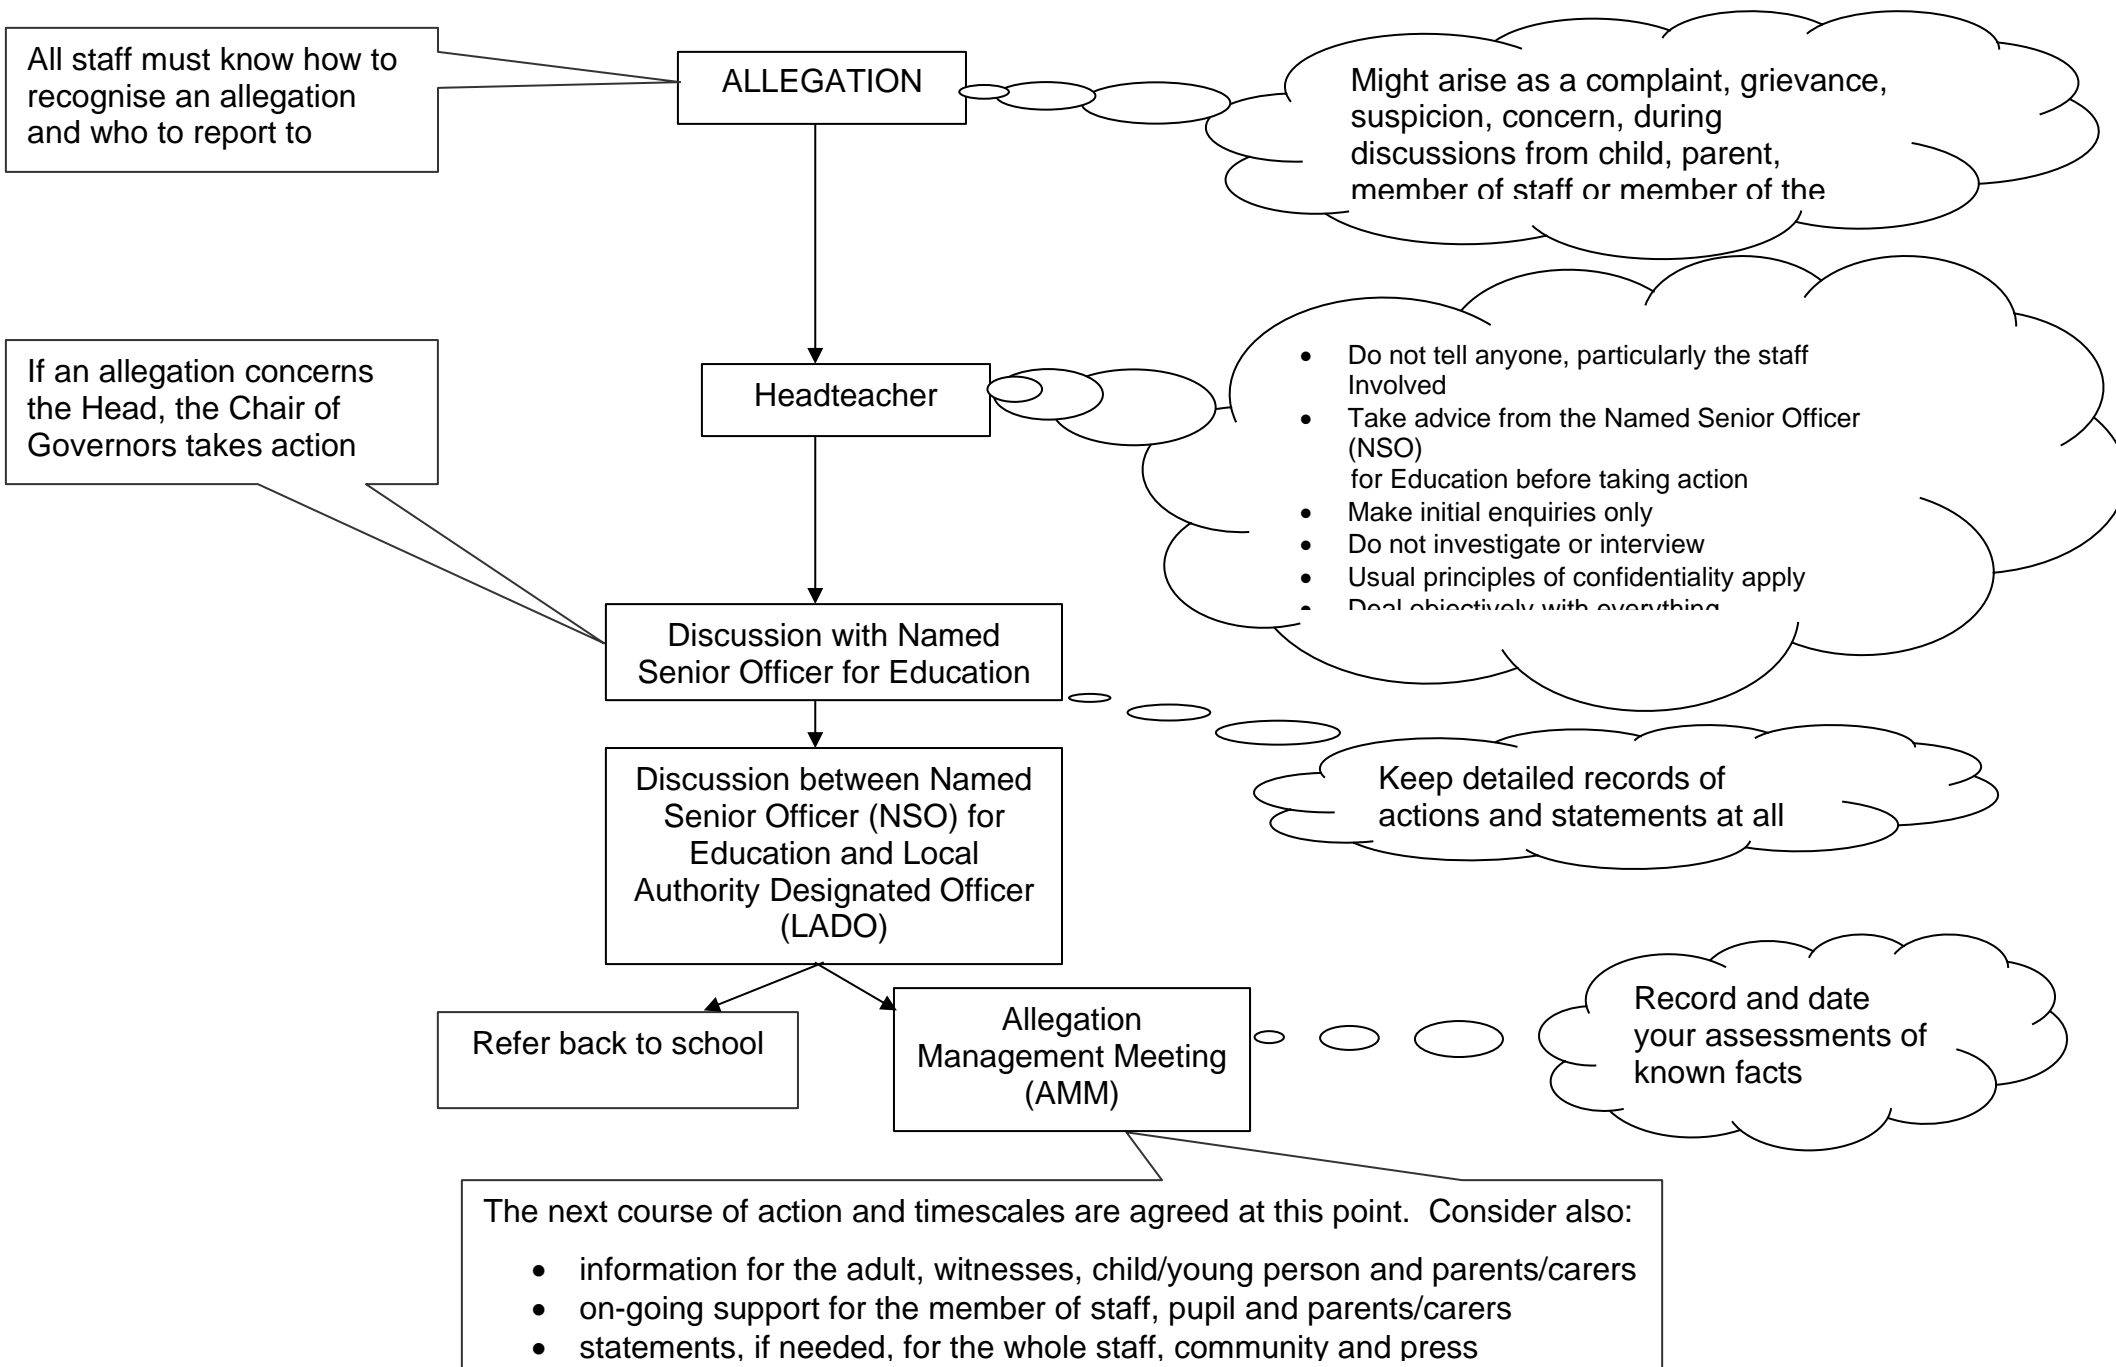 All staff must know how to
recognise an allegation
and who to report to
ALLEGATION
Might arise as a complaint, grievance,
suspicion, concern, during
discussions from child, parent,
member of staff or member of the
If an allegation concerns
the Head, the Chair of
Governors takes action
Headteacher
• Do not tell anyone, particularly the staff
Involved
• Take advice from the Named Senior Officer
(NSO)
for Education before taking action
• Make initial enquiries only
• Do not investigate or interview
• Usual principles of confidentiality apply
• Deal objectively with everything
Discussion with Named
Senior Officer for Education
Keep detailed records of
actions and statements at all
Discussion between Named
Senior Officer (NSO) for
Education and Local
Authority Designated Officer
(LADO)
Refer back to school
Allegation
Management Meeting
(AMM)
Record and date
your assessments of
known facts
The next course of action and timescales are agreed at this point.  Consider also:
• information for the adult, witnesses, child/young person and parents/carers
• on-going support for the member of staff, pupil and parents/carers
• statements, if needed, for the whole staff, community and press